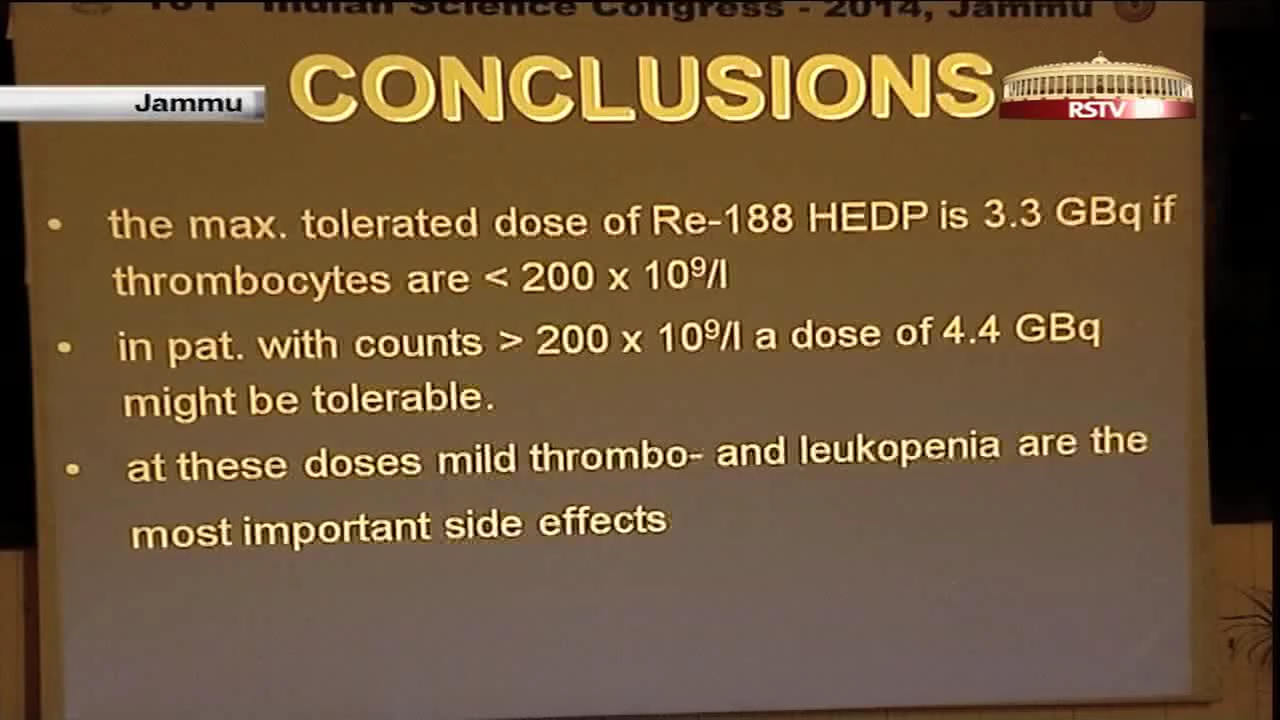 Indian Science Congress - 2014, Jammu
CONCLUSIONS
Jammu
RSTV
• the max. tolerated dose of Re-188 HEDP is 3.3 GBq if
thrombocytes are < 200 x 10⁹/l
• in pat. with counts > 200 x 10⁹/l a dose of 4.4 GBq
might be tolerable.
• at these doses mild thrombo- and leukopenia are the
most important side effects